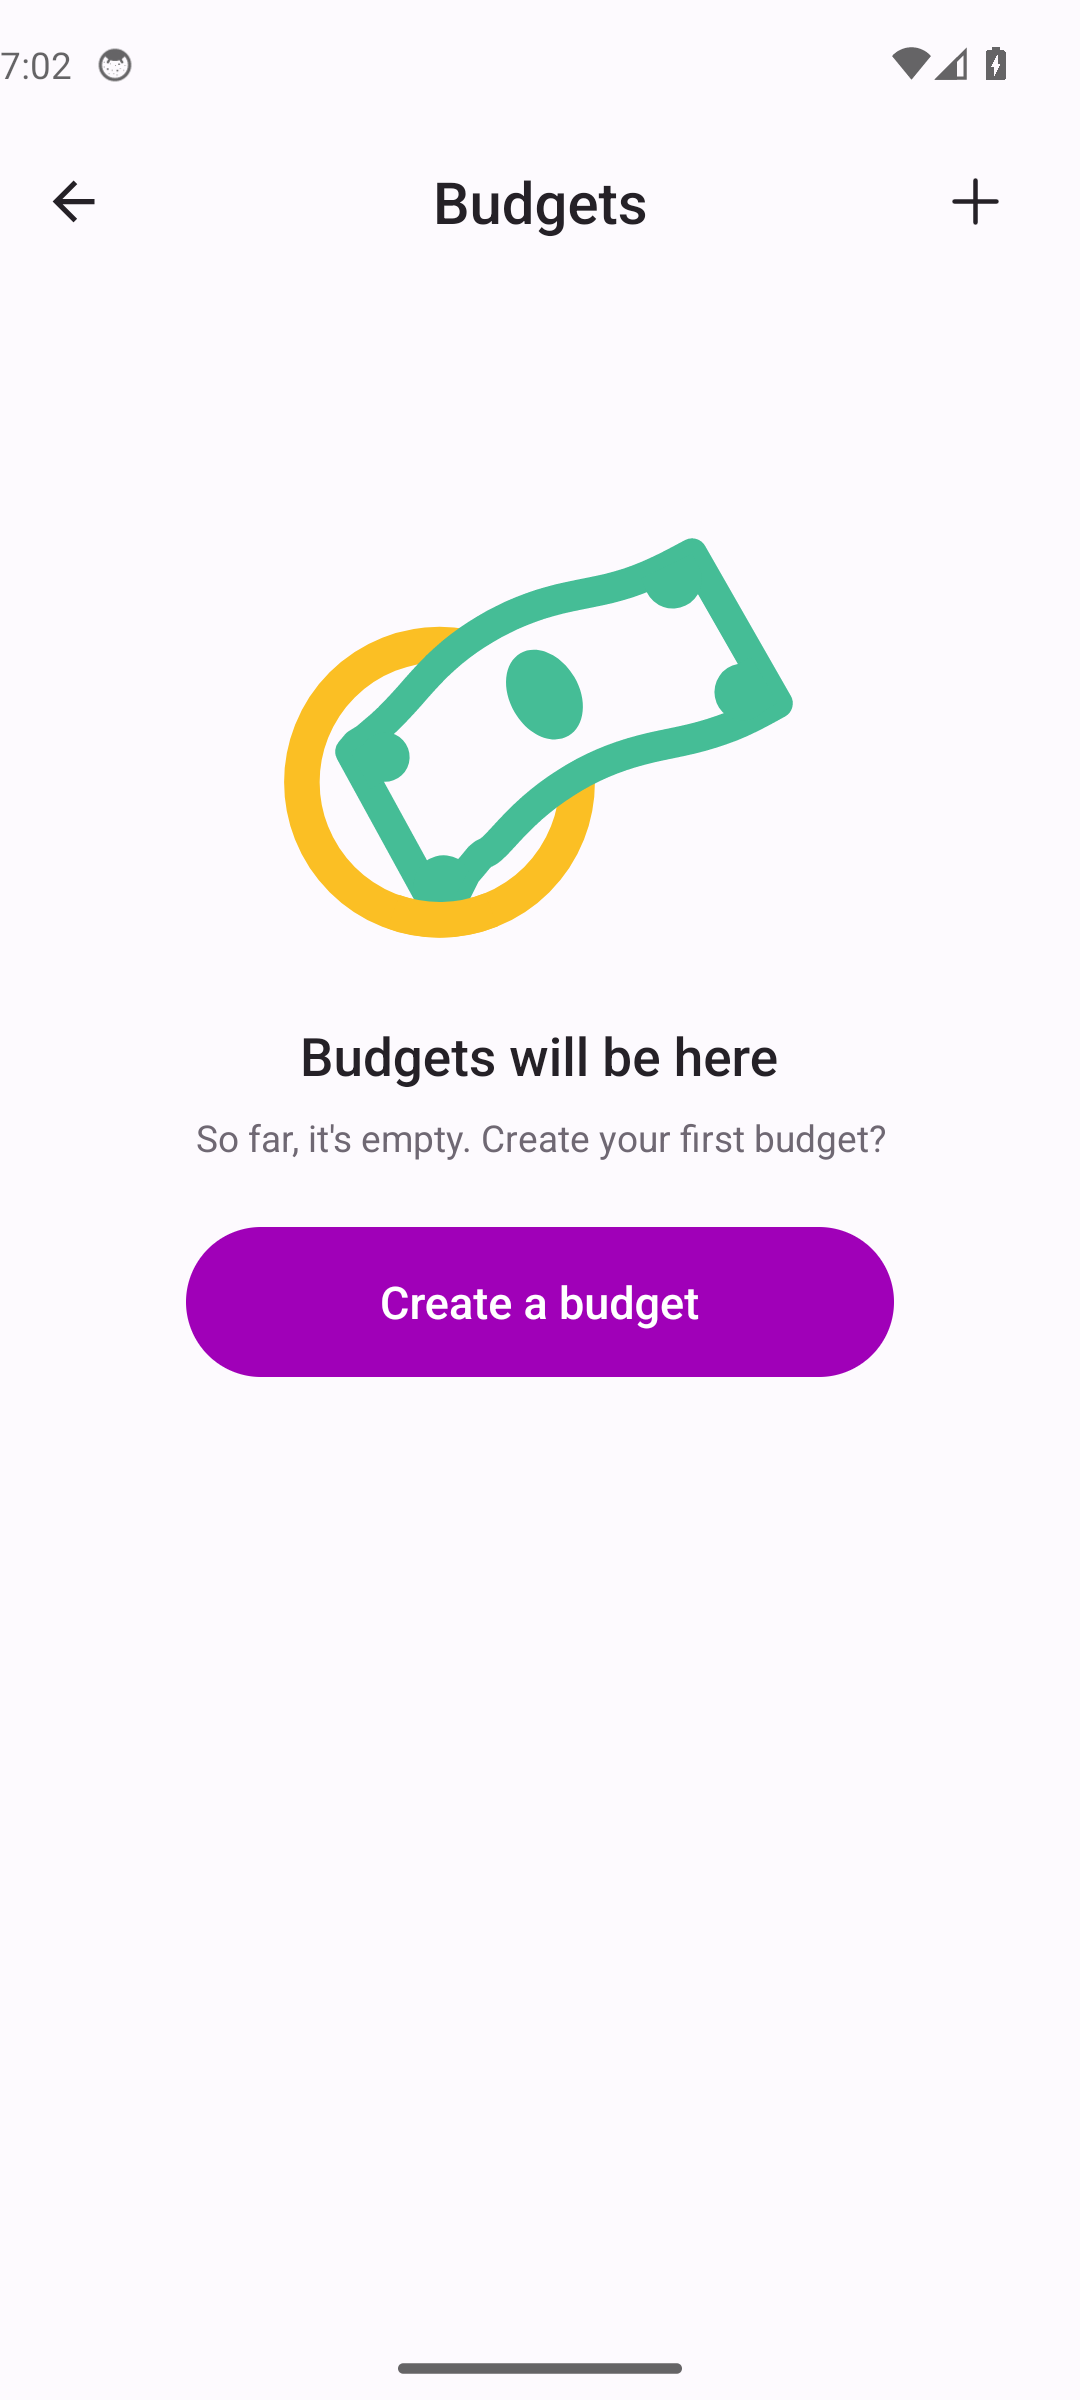 7:02
Budgets
Budgets will be here
So far, it's empty. Create your first budget?
Create a budget